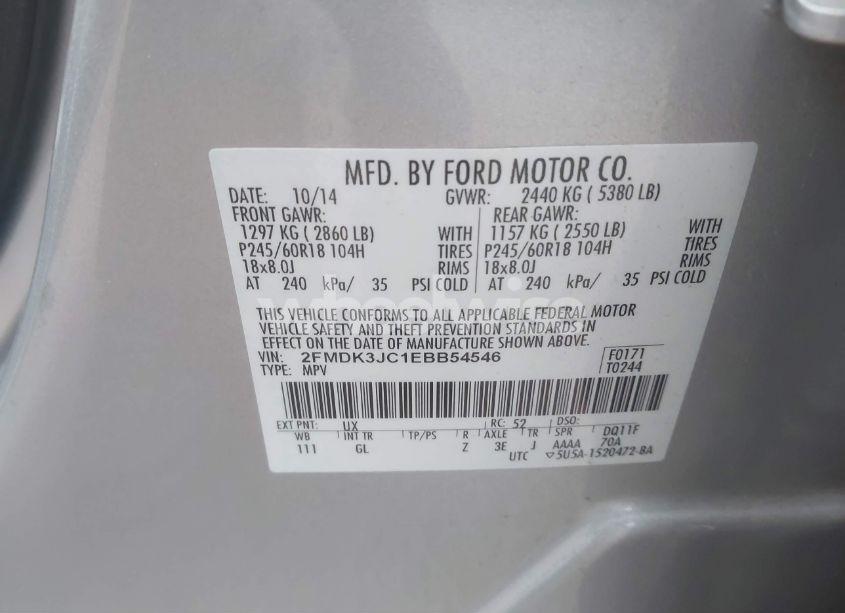 MFD. BY FORD MOTOR CO.
DATE: 10/14 GVWR: 2440 KG ( 5380 LB)
FRONT GAWR: REAR GAWR:
1297 KG ( 2860 LB) WITH 1157 KG ( 2550 LB) WITH
P245/60R18 104H TIRES P245/60R18 104H TIRES
18x8.0J RIMS 18x8.0J RIMS
AT 240 kPa/ 35 PSI COLD AT 240 kPa/ 35 PSI COLD
wheelwise
THIS VEHICLE CONFORMS TO ALL APPLICABLE FEDERAL MOTOR
VEHICLE SAFETY AND THEFT PREVENTION STANDARDS IN
EFFECT ON THE DATE OF MANUFACTURE SHOWN ABOVE.
VIN: 2FMDK3JC1EBB54546 F0171
TYPE: MPV T0244
EXT PNT: UX RC: 52 DSO:
WB INT TR TP/PS R AXLE TR SPR DQ11F
111 GL Z 3E J AAAA 70A
UTC ▽5U5A-1520472-BA